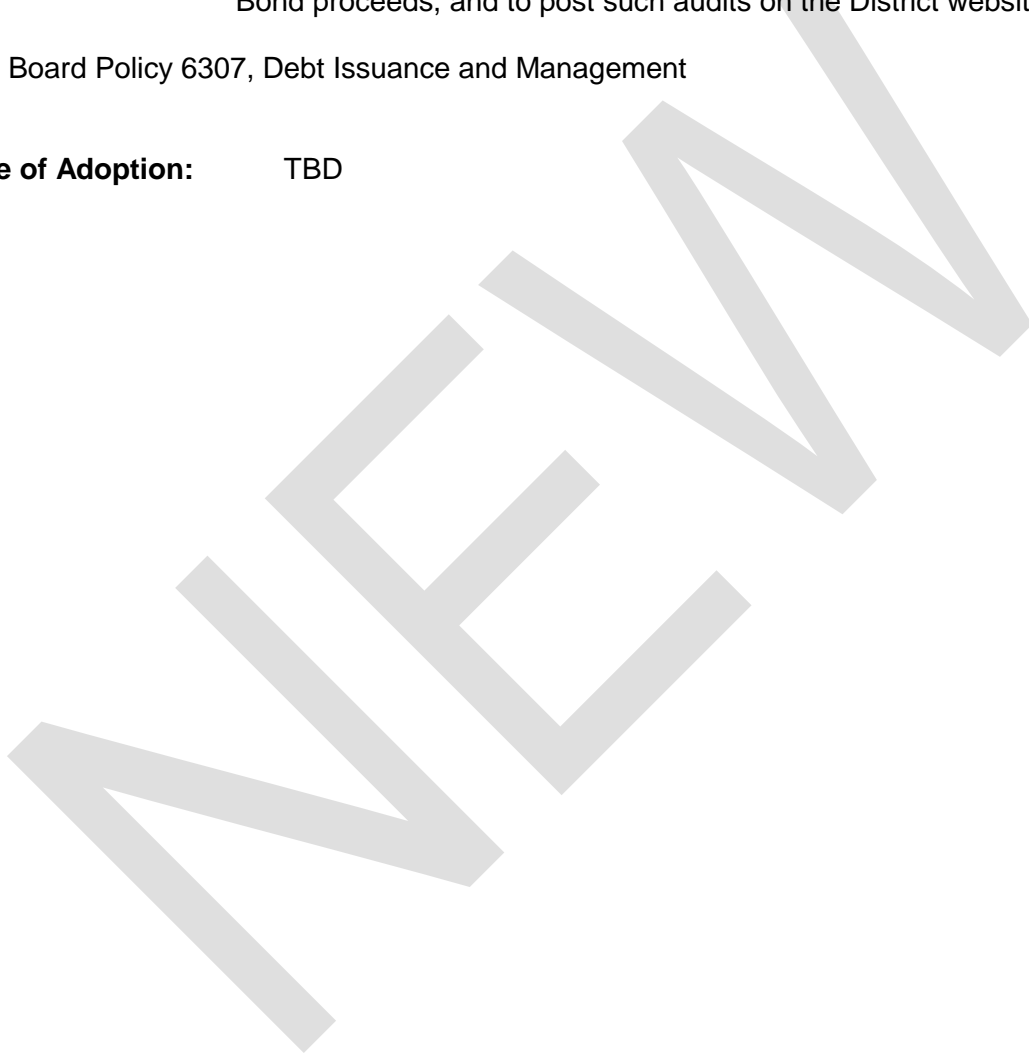 Bond proceeds, and to post such audits on the District
Board Policy 6307, Debt Issuance and Management
of Adoption: TBD
NEW